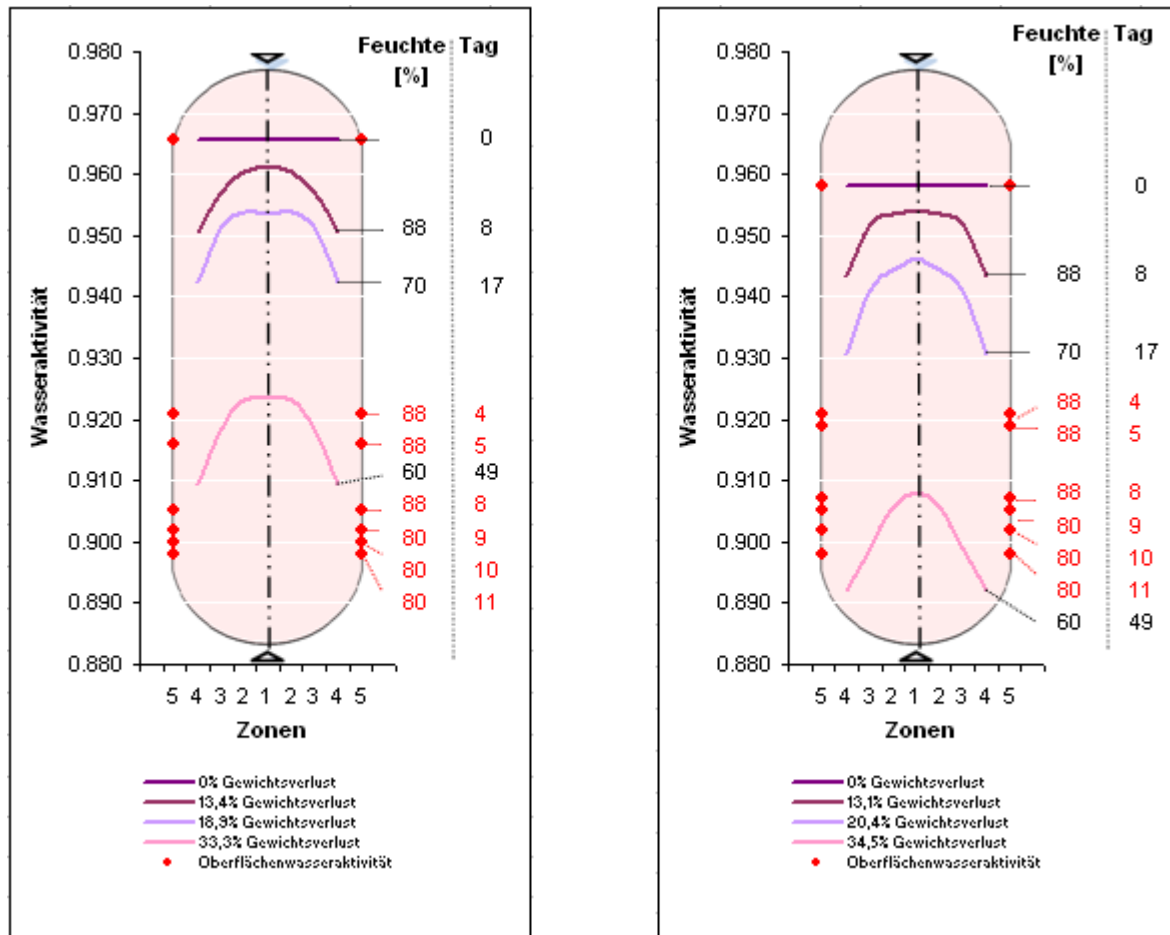 Feuchte Tag
[%]
0.980
0.970
0.960
0.950
0.940
0.930
0.920
0.910
0.900
0.890
0.880
Wasseraktivität
0
88 8
70 17
88 4
88 5
60 49
88 8
80 9
80 10
80 11
5 4 3 2 1 2 3 4 5
Zonen
0% Gewichtsverlust
13,4% Gewichtsverlust
18,9% Gewichtsverlust
33,3% Gewichtsverlust
Oberflächenwasseraktivität
Feuchte Tag
[%]
0.980
0.970
0.960
0.950
0.940
0.930
0.920
0.910
0.900
0.890
0.880
Wasseraktivität
0
88 8
70 17
88 4
88 5
88 8
80 9
80 10
80 11
60 49
5 4 3 2 1 2 3 4 5
Zonen
0% Gewichtsverlust
13,1% Gewichtsverlust
20,4% Gewichtsverlust
34,5% Gewichtsverlust
Oberflächenwasseraktivität